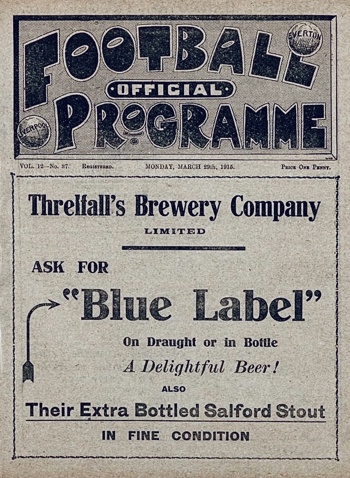 FOOTBALL
EVERTON
OFFICIAL
EVERTON
PROGRAMME
VOL. 12—No. 37. REGISTERED. MONDAY, MARCH 29th, 1915. PRICE ONE PENNY.
Threlfall's Brewery Company
LIMITED
ASK FOR
"Blue Label"
On Draught or in Bottle
A Delightful Beer!
ALSO
Their Extra Bottled Salford Stout
IN FINE CONDITION